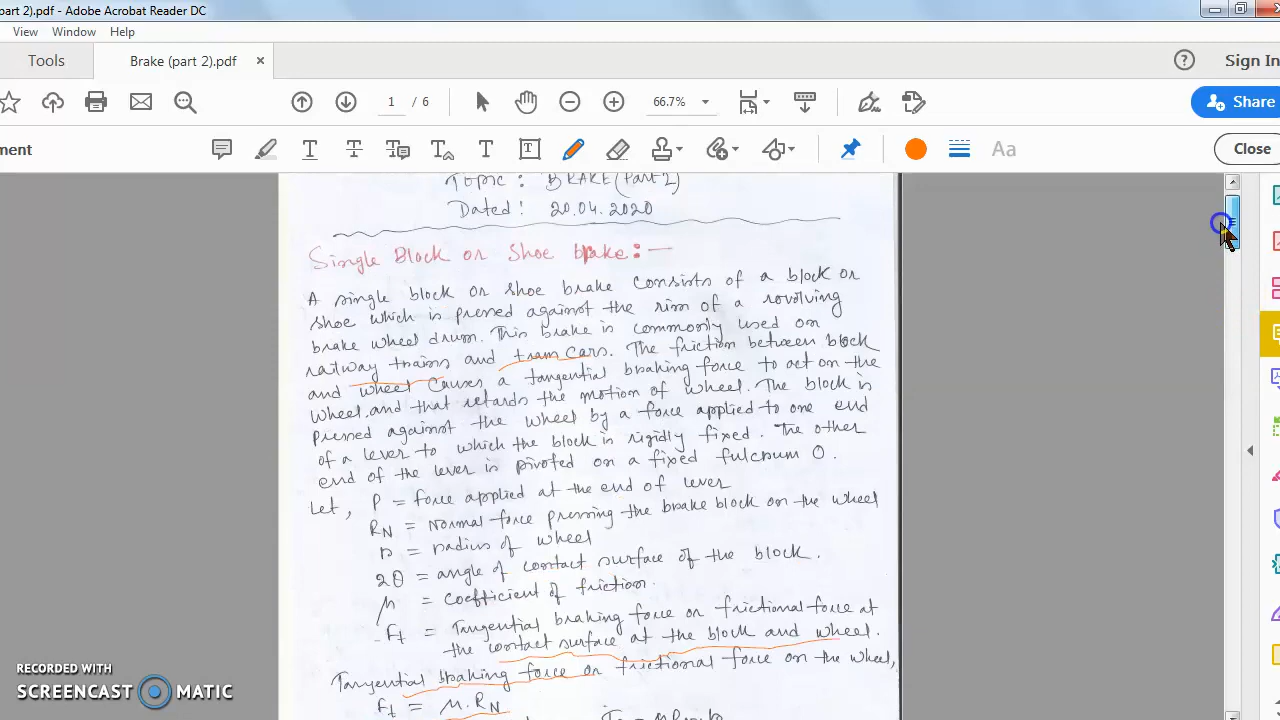 part 2).pdf - Adobe Acrobat Reader DC
View Window Help
Tools Brake (part 2).pdf × Sign In
1 / 6 66.7% Share
ment Aa Close
Topic : BRAKE (Part 2)
Dated : 20.04.2020
Single Block or Shoe brake:—
A single block or shoe brake consists of a block or
shoe which is pressed against the rim of a revolving
brake wheel drum. This brake is commonly used on
railway trains and tram cars. The friction between block
and wheel causes a tangential braking force to act on the
wheel, and that retards the motion of wheel. The block is
pressed against the wheel by a force applied to one end
of a lever to which the block is rigidly fixed. The other
end of the lever is pivoted on a fixed fulcrum O.
Let, P = force applied at the end of lever
RN = Normal force pressing the brake block on the wheel
r = radius of wheel
2θ = angle of contact surface of the block.
μ = coefficient of friction.
Ft = Tangential braking force or frictional force at
the contact surface at the block and wheel.
Tangential braking force or frictional force on the wheel,
Ft = μ.RN
RECORDED WITH
SCREENCAST MATIC